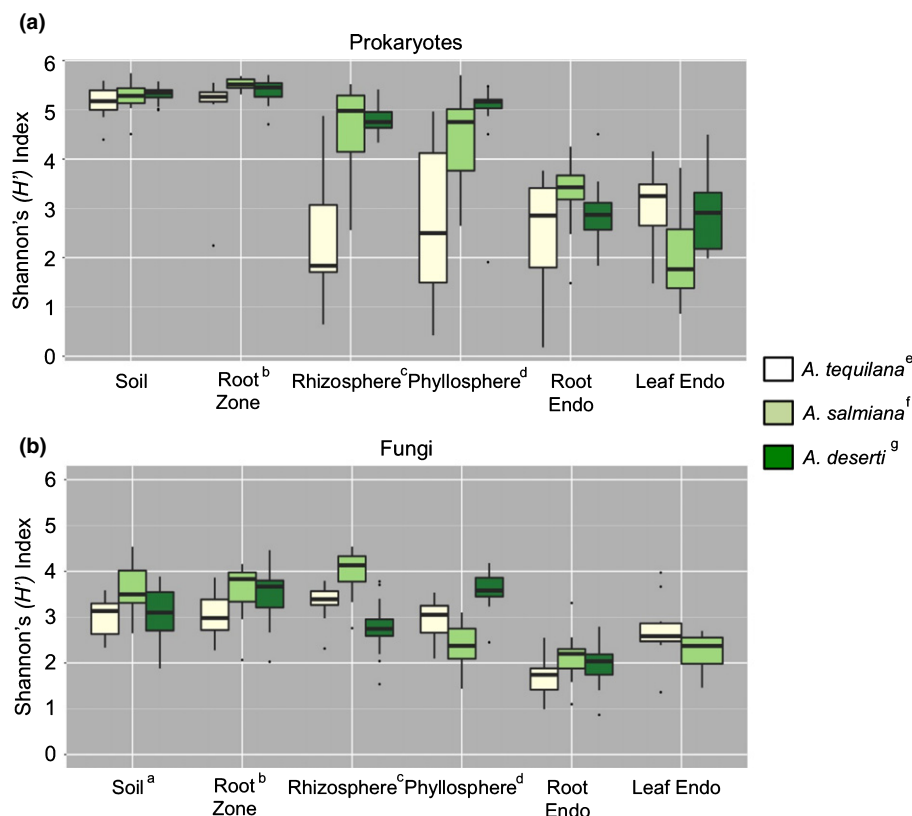 (a)
Prokaryotes
Shannon's (H') Index
6
5
4
3
2
1
0
Soil
Root b Zone
Rhizosphere c
Phyllosphere d
Root Endo
Leaf Endo
A. tequilana e
A. salmiana f
A. deserti g
(b)
Fungi
Shannon's (H') Index
6
5
4
3
2
1
0
Soil a
Root b Zone
Rhizosphere c
Phyllosphere d
Root Endo
Leaf Endo